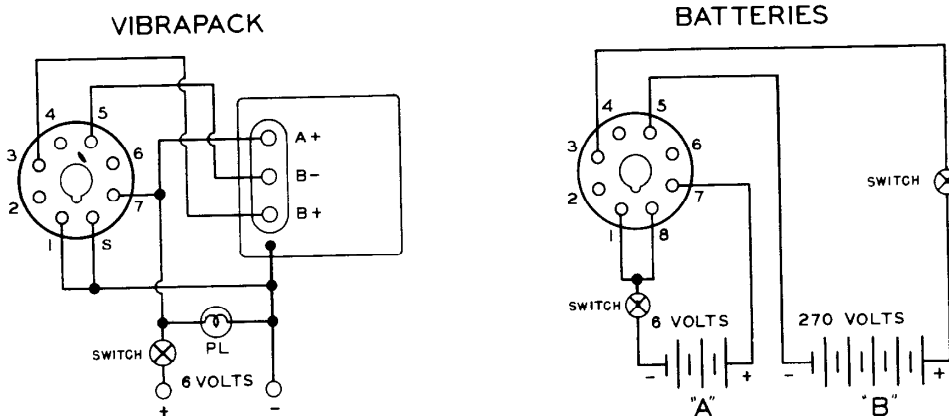 VIBRAPACK
4 5
3 6
2 7
1 S
A+
B-
B+
PL
SWITCH
6 VOLTS
+ -
BATTERIES
4 5
3 6
2 7
1 8
SWITCH
SWITCH
6 VOLTS
270 VOLTS
- + - +
"A" "B"